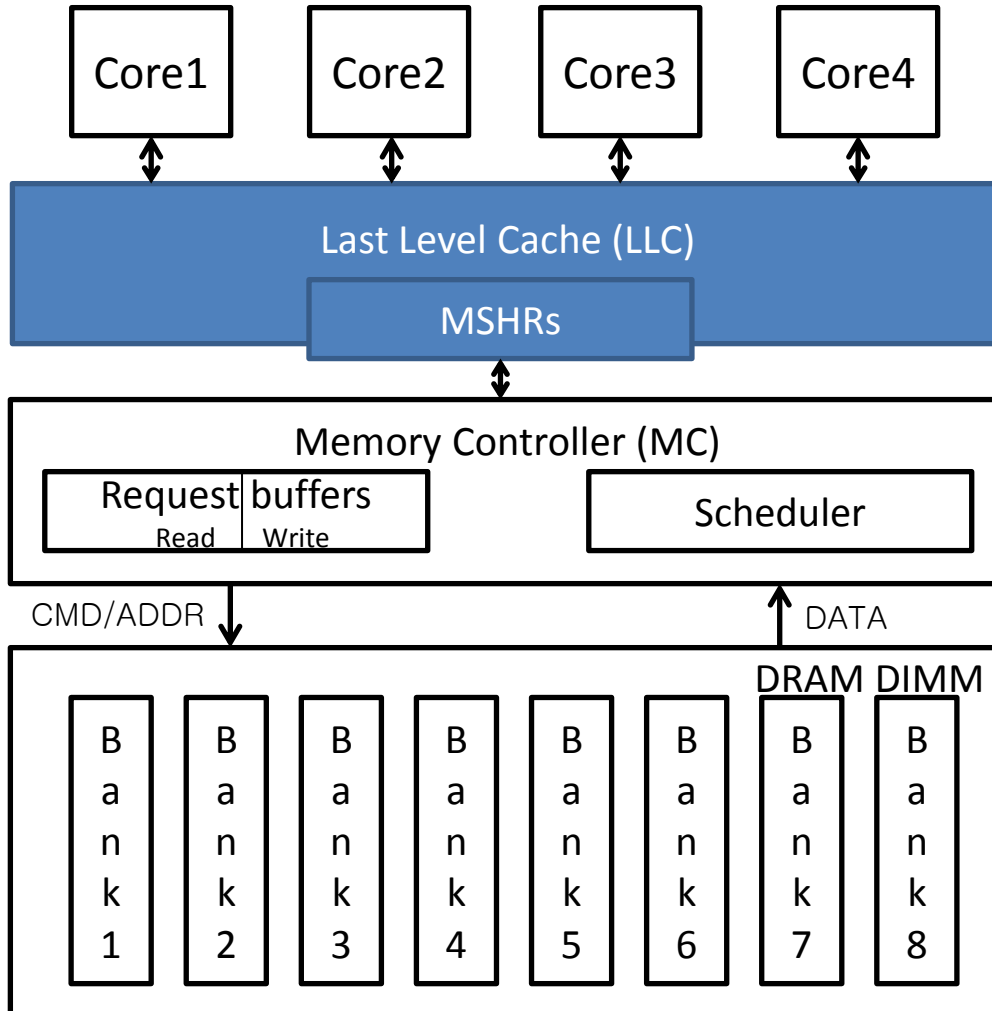 Core1 Core2 Core3 Core4
Last Level Cache (LLC)
MSHRs
Memory Controller (MC)
Request buffers
Read Write
Scheduler
CMD/ADDR
DATA
DRAM DIMM
Bank1
Bank2
Bank3
Bank4
Bank5
Bank6
Bank7
Bank8